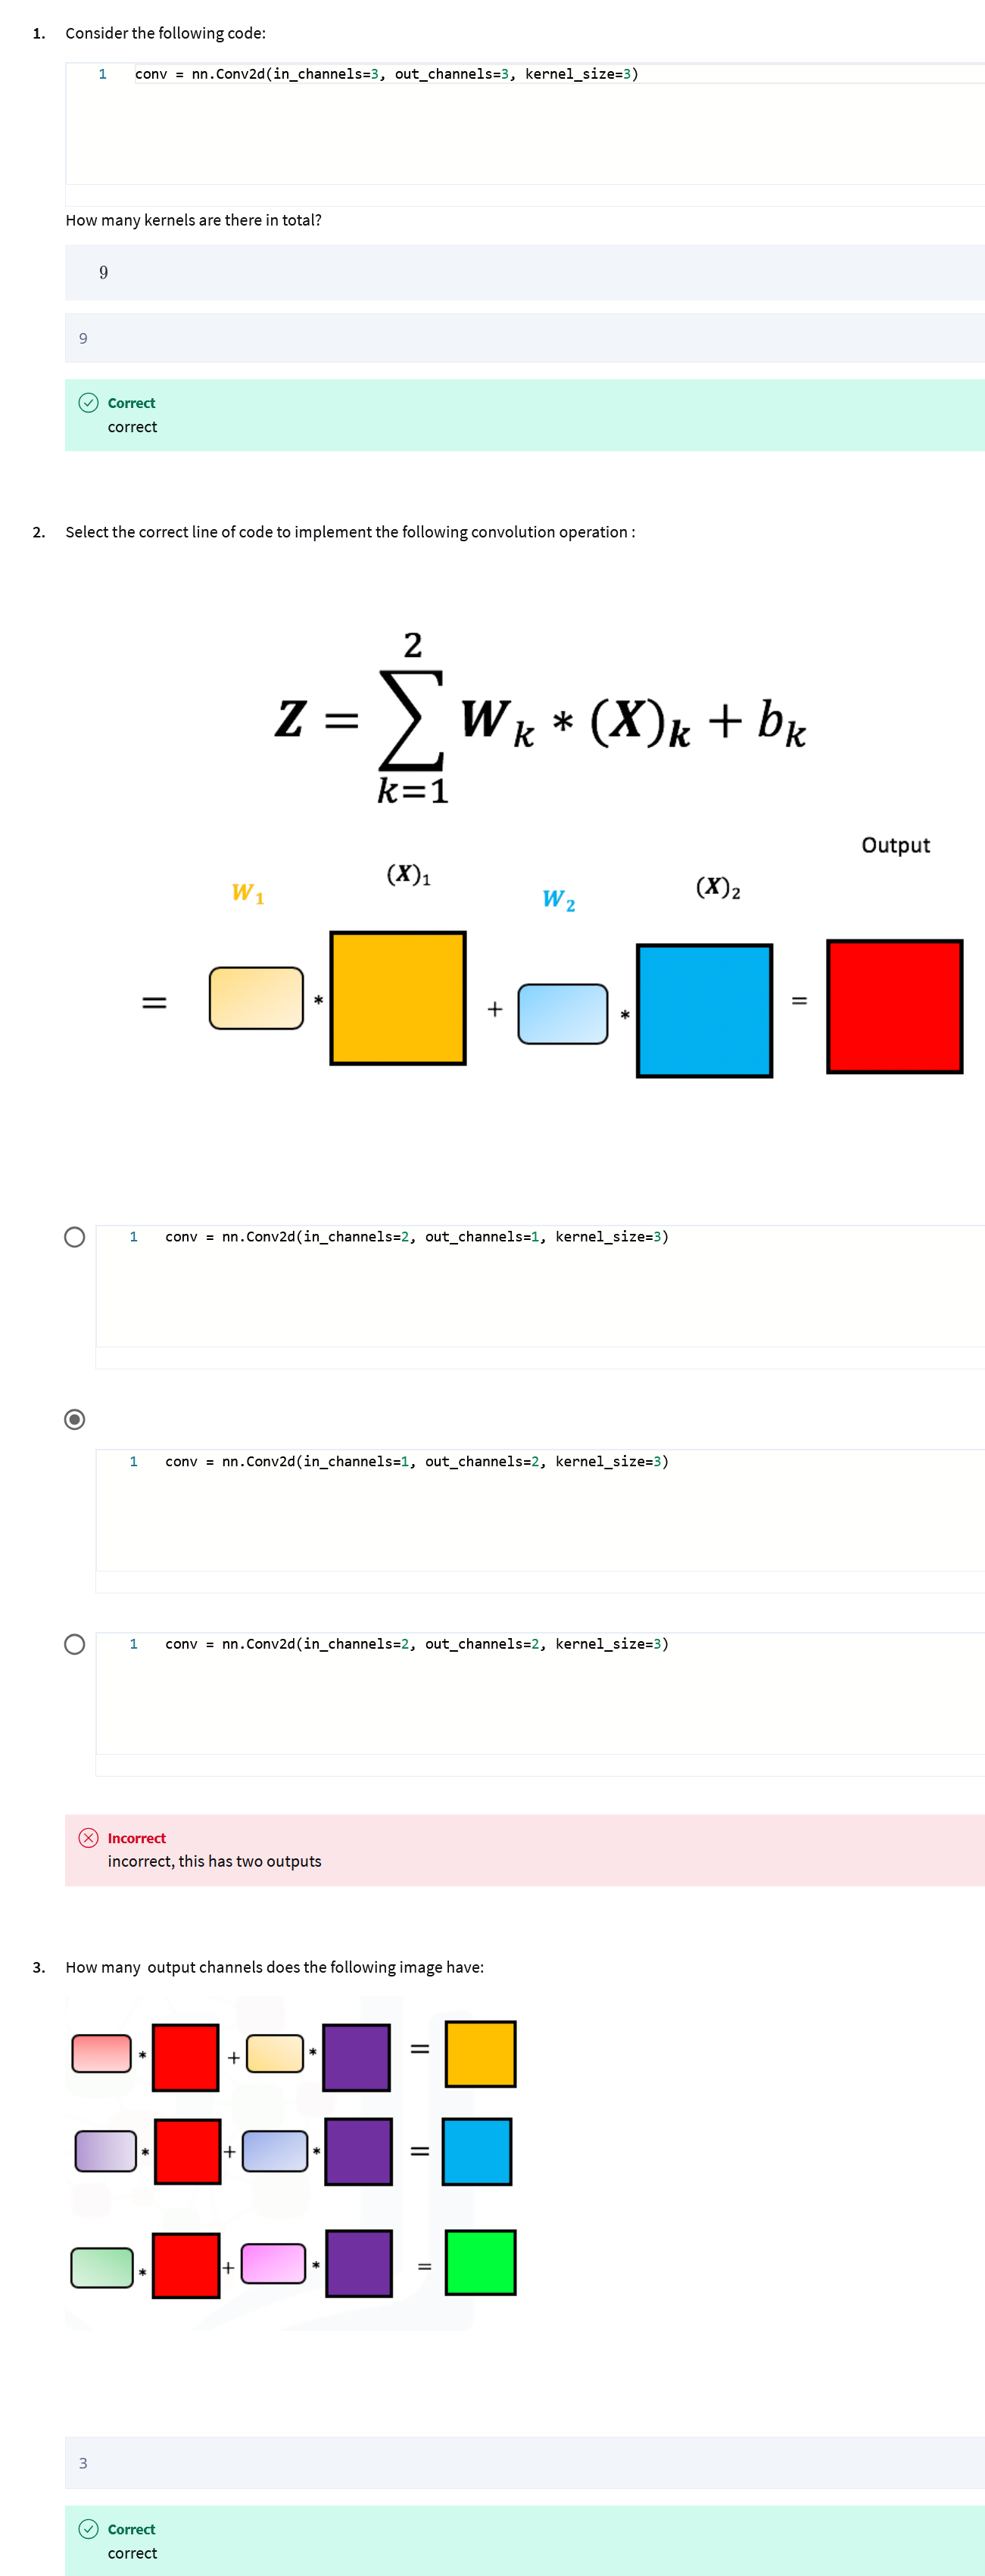 1. Consider the following code:
1 conv = nn.Conv2d(in_channels=3, out_channels=3, kernel_size=3)
How many kernels are there in total?
9
9
Correct
correct
2. Select the correct line of code to implement the following convolution operation :
2
Z = ∑ W_k * (X)_k + b_k
k=1
Output
W_1 (X)_1 W_2 (X)_2
= * + * =
1 conv = nn.Conv2d(in_channels=2, out_channels=1, kernel_size=3)
1 conv = nn.Conv2d(in_channels=1, out_channels=2, kernel_size=3)
1 conv = nn.Conv2d(in_channels=2, out_channels=2, kernel_size=3)
Incorrect
incorrect, this has two outputs
3. How many output channels does the following image have:
* + * =
* + * =
* + * =
3
Correct
correct